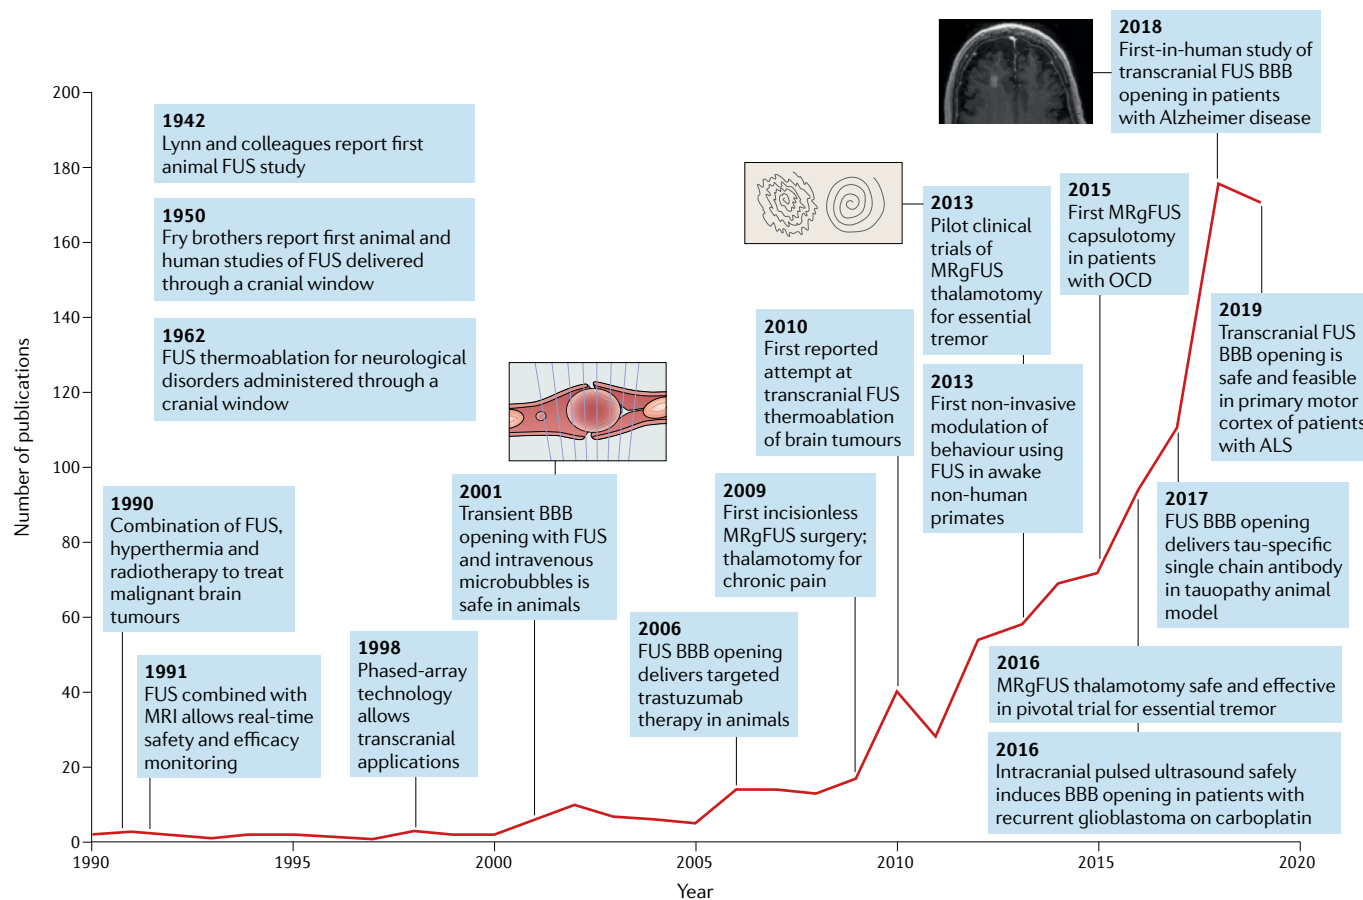 2018
First-in-human study of
transcranial FUS BBB
opening in patients
with Alzheimer disease
200
180
160
140
120
100
80
60
40
20
0
Number of publications
1942
Lynn and colleagues report first
animal FUS study
1950
Fry brothers report first animal and
human studies of FUS delivered
through a cranial window
1962
FUS thermoablation for neurological
disorders administered through a
cranial window
1990
Combination of FUS,
hyperthermia and
radiotherapy to treat
malignant brain
tumours
1991
FUS combined with
MRI allows real-time
safety and efficacy
monitoring
1998
Phased-array
technology
allows
transcranial
applications
2001
Transient BBB
opening with FUS
and intravenous
microbubbles is
safe in animals
2006
FUS BBB opening
delivers targeted
trastuzumab
therapy in animals
2009
First incisionless
MRgFUS surgery;
thalamotomy for
chronic pain
2010
First reported
attempt at
transcranial FUS
thermoablation
of brain tumours
2013
Pilot clinical
trials of
MRgFUS
thalamotomy
for essential
tremor
2013
First non-invasive
modulation of
behaviour using
FUS in awake
non-human
primates
2015
First MRgFUS
capsulotomy
in patients
with OCD
2019
Transcranial FUS
BBB opening is
safe and feasible
in primary motor
cortex of patients
with ALS
2017
FUS BBB opening
delivers tau-specific
single chain antibody
in tauopathy animal
model
2016
MRgFUS thalamotomy safe and effective
in pivotal trial for essential tremor
2016
Intracranial pulsed ultrasound safely
induces BBB opening in patients with
recurrent glioblastoma on carboplatin
1990 1995 2000 2005 2010 2015 2020
Year